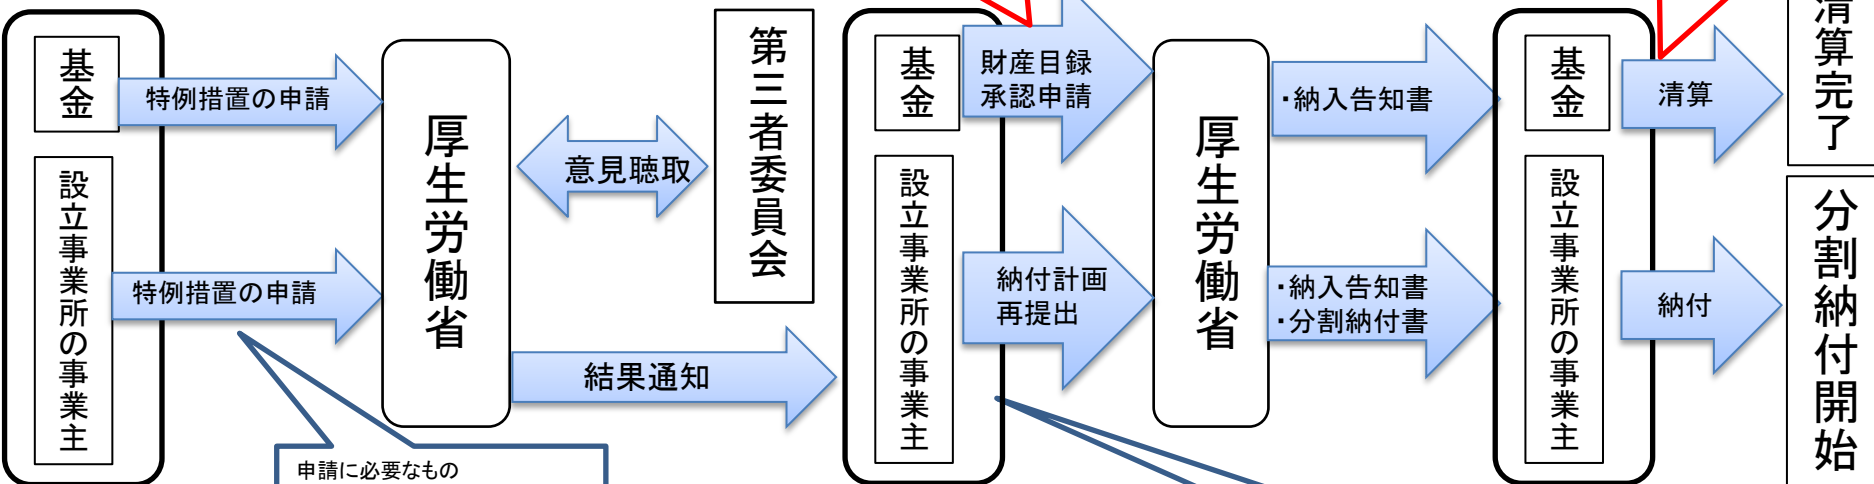 基金
設立事業所の事業主
特例措置の申請
特例措置の申請
申請に必要なもの
厚生労働省
意見聴取
第三者委員会
結果通知
基金
設立事業所の事業主
財産目録
承認申請
納付計画
再提出
厚生労働省
・納入告知書
・納入告知書
・分割納付書
基金
設立事業所の事業主
清算
納付
清算完了
分割納付開始